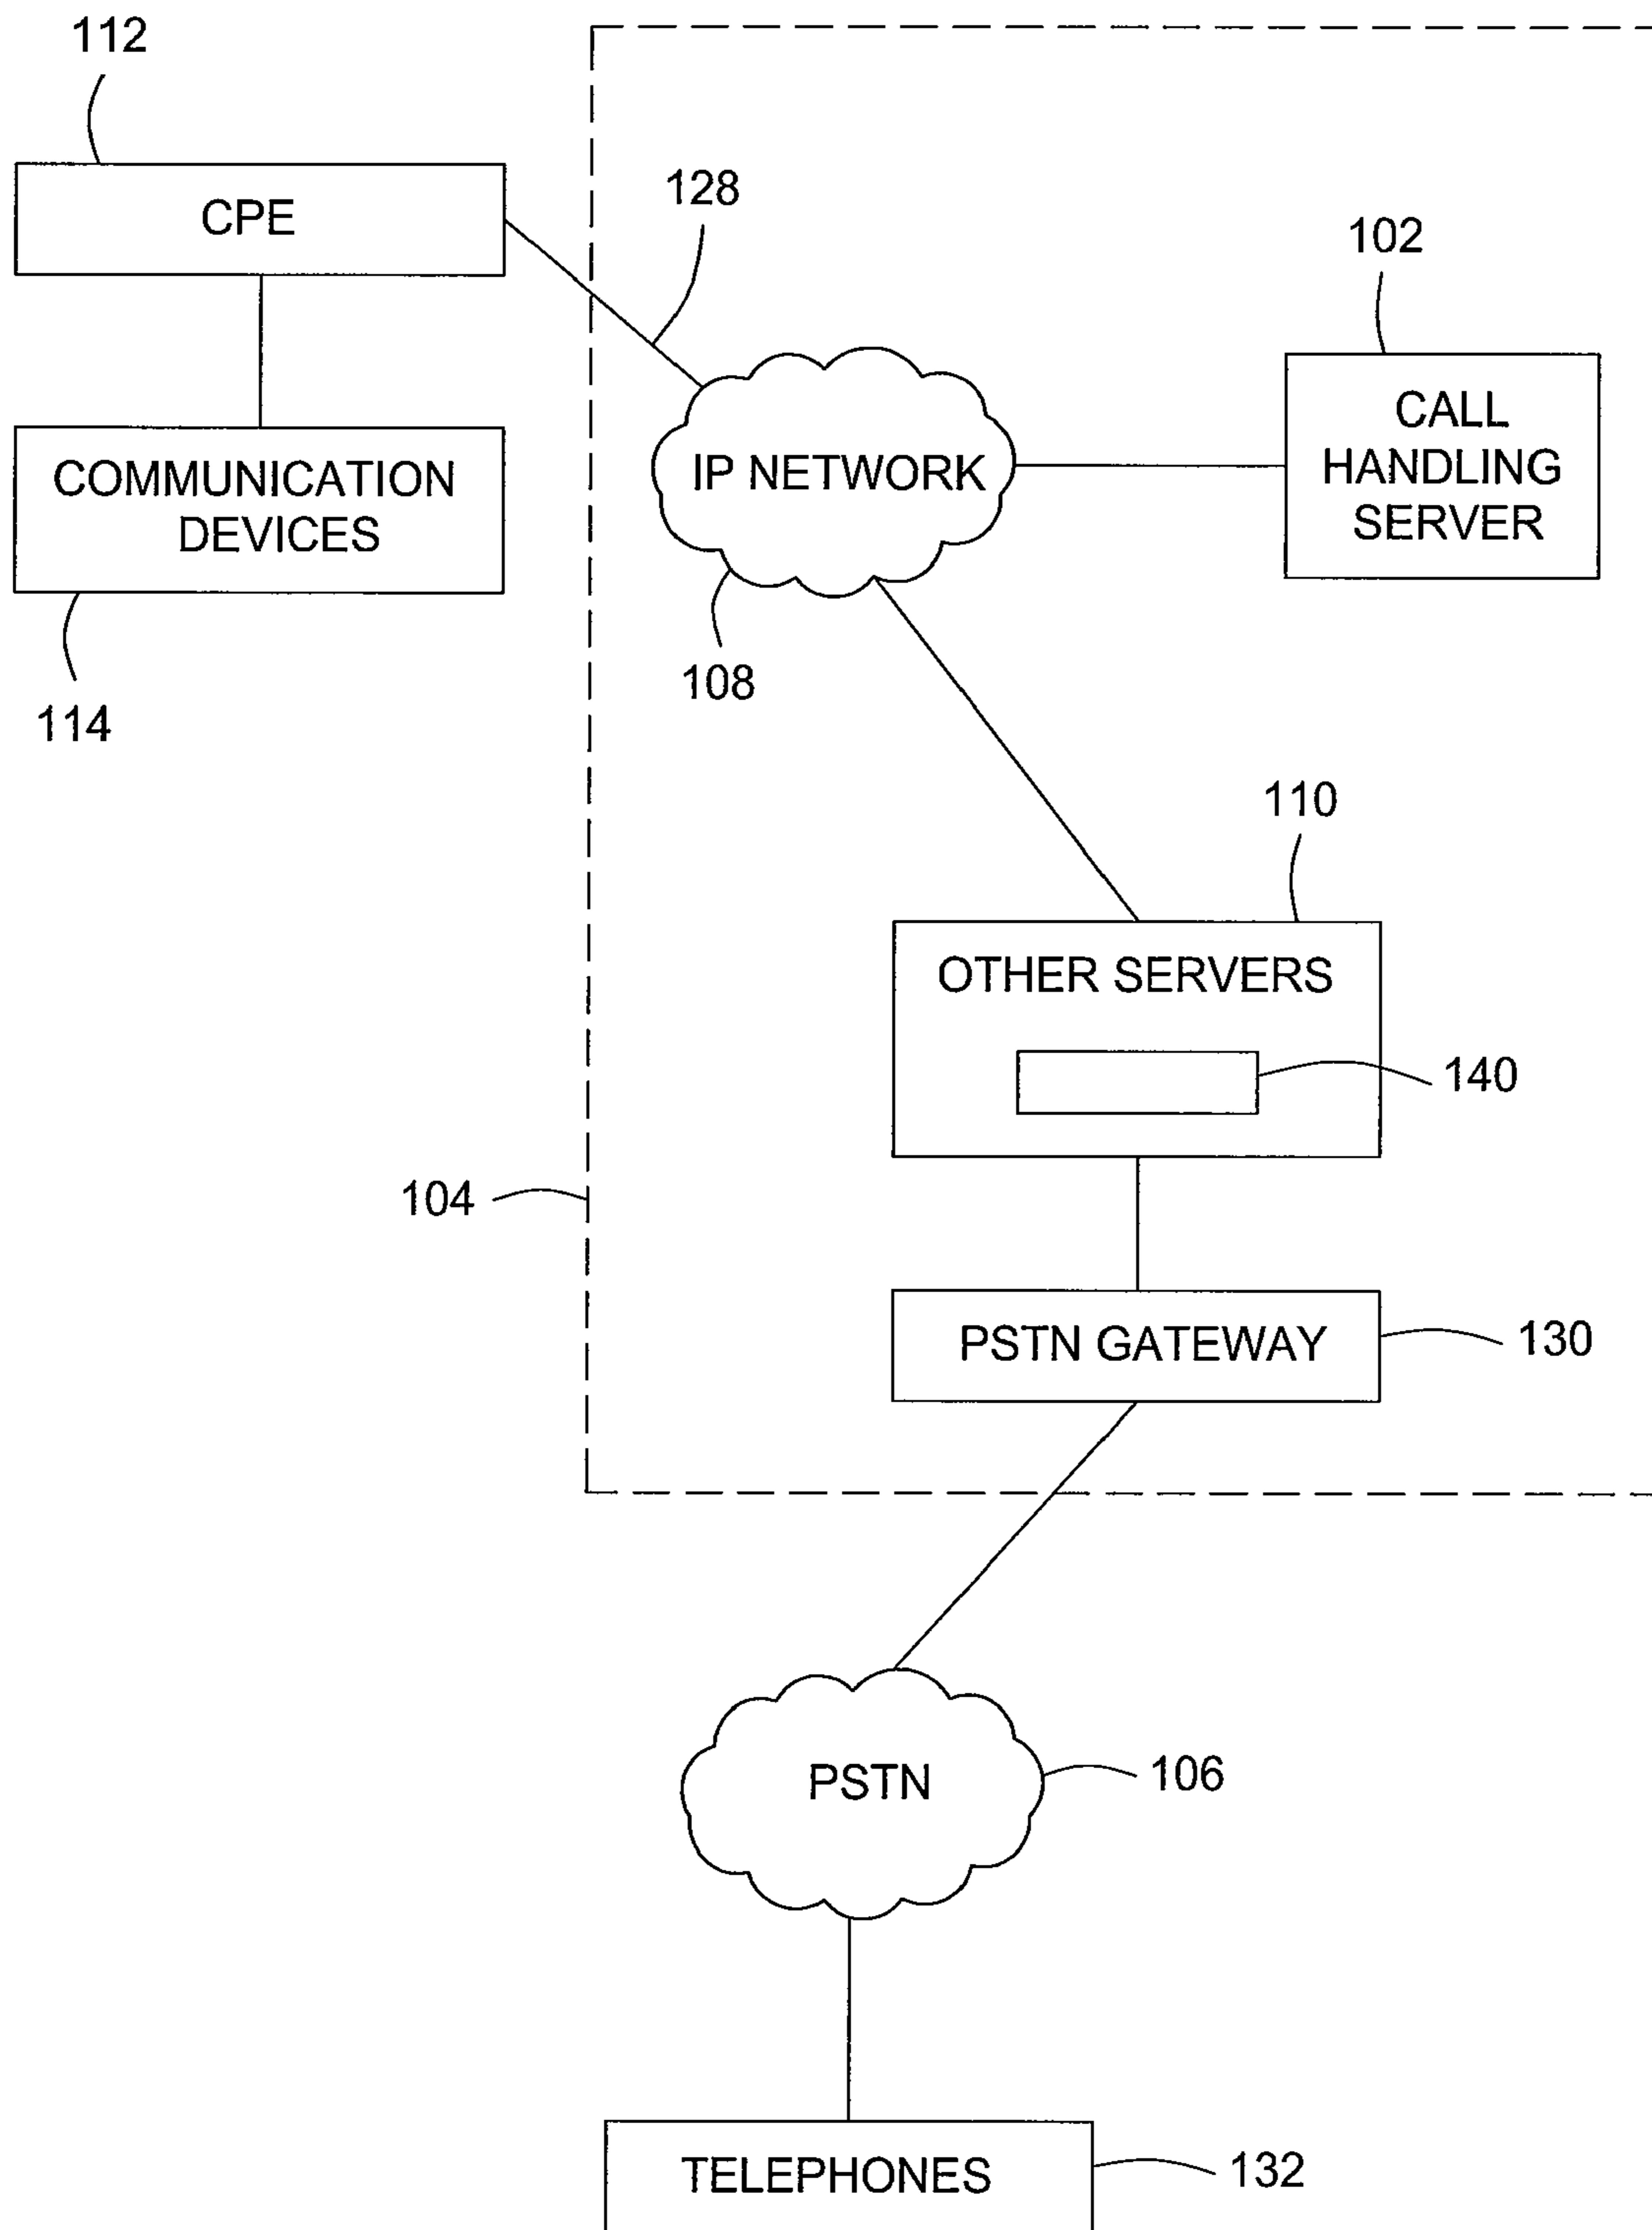 112
CPE
128
102
CALL
HANDLING
SERVER
IP NETWORK
COMMUNICATION
DEVICES
108
114
110
OTHER SERVERS
140
104
PSTN GATEWAY
130
PSTN
106
TELEPHONES
132